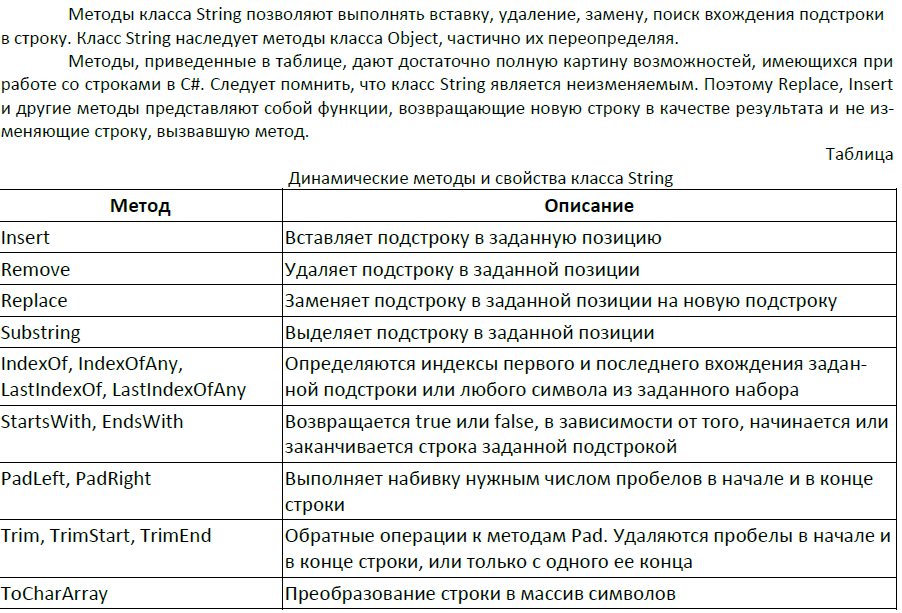 Методы класса String позволяют выполнять вставку, удаление, замену, поиск вхождения подстроки
в строку. Класс String наследует методы класса Object, частично их переопределяя.
Методы, приведенные в таблице, дают достаточно полную картину возможностей, имеющихся при
работе со строками в C#. Следует помнить, что класс String является неизменяемым. Поэтому Replace, Insert
и другие методы представляют собой функции, возвращающие новую строку в качестве результата и не из-
меняющие строку, вызвавшую метод.
Таблица
Динамические методы и свойства класса String
Метод Описание
Insert Вставляет подстроку в заданную позицию
Remove Удаляет подстроку в заданной позиции
Replace Заменяет подстроку в заданной позиции на новую подстроку
Substring Выделяет подстроку в заданной позиции
IndexOf, IndexOfAny, Определяются индексы первого и последнего вхождения задан-
LastIndexOf, LastIndexOfAny ной подстроки или любого символа из заданного набора
StartsWith, EndsWith Возвращается true или false, в зависимости от того, начинается или
заканчивается строка заданной подстрокой
PadLeft, PadRight Выполняет набивку нужным числом пробелов в начале и в конце
строки
Trim, TrimStart, TrimEnd Обратные операции к методам Pad. Удаляются пробелы в начале и
в конце строки, или только с одного ее конца
ToCharArray Преобразование строки в массив символов